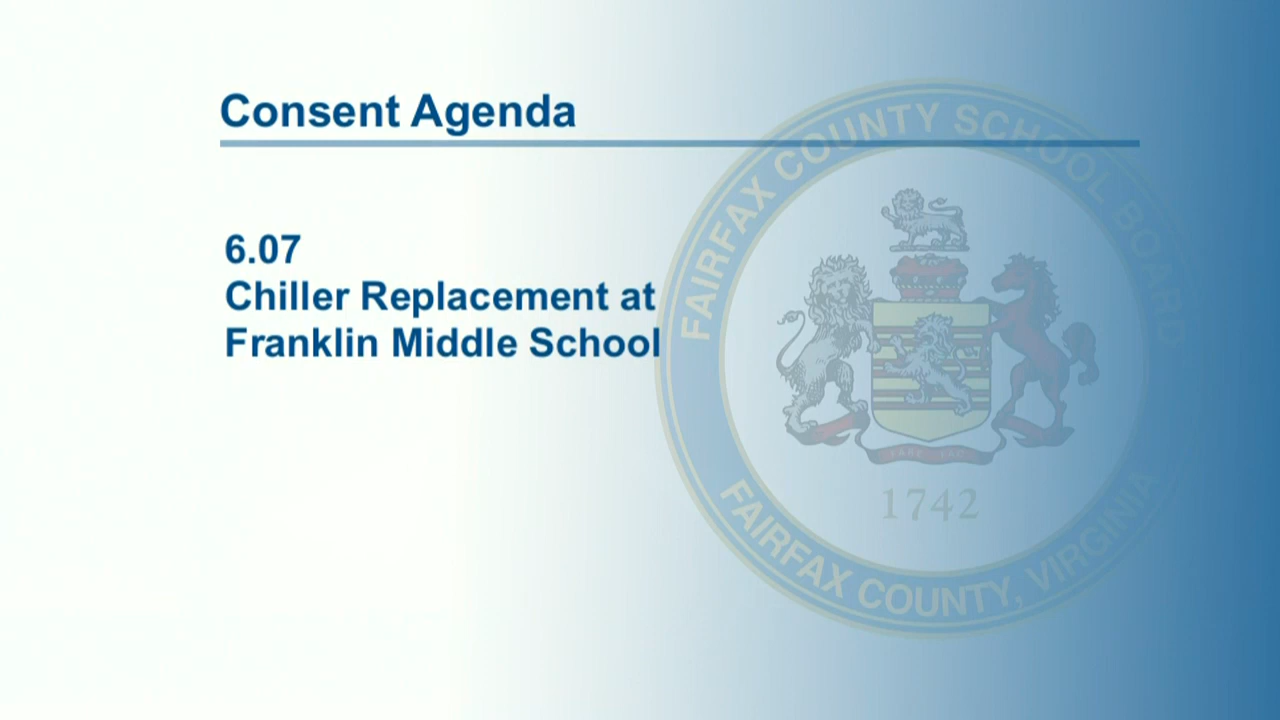 Consent Agenda
6.07
Chiller Replacement at
Franklin Middle School
FAIRFAX COUNTY SCHOOL BOARD
1742
FAIRFAX COUNTY, VIRGINIA